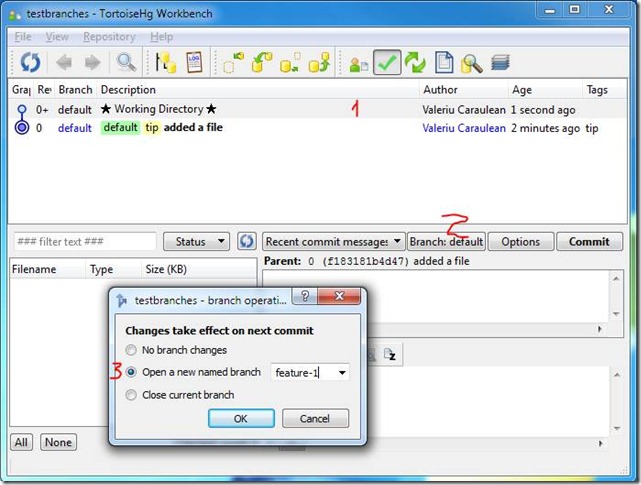 testbranches - TortoiseHg Workbench
File View Repository Help
LOG
Grap Rev Branch Description Author Age Tags
0+ default ★ Working Directory ★ 1 Valeriu Caraulean 1 second ago
0 default default tip added a file Valeriu Caraulean 2 minutes ago tip
2
### filter text ### Status Recent commit messages Branch: default Options Commit
Filename Type Size (KB)
Parent: 0 (f183181b4d47) added a file
testbranches - branch operati...
Changes take effect on next commit
No branch changes
3 Open a new named branch feature-1
Close current branch
OK Cancel
All None